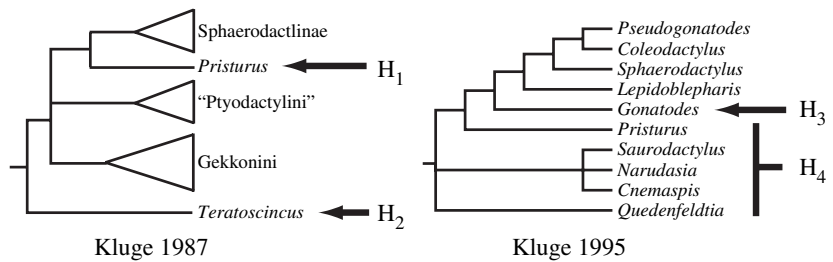 Sphaerodactlinae
Pristurus
H1
"Ptyodactylini"
Gekkonini
Teratoscincus
H2
Kluge 1987
Pseudogonatodes
Coleodactylus
Sphaerodactylus
Lepidoblepharis
Gonatodes
H3
Pristurus
Saurodactylus
Narudasia
H4
Cnemaspis
Quedenfeldtia
Kluge 1995